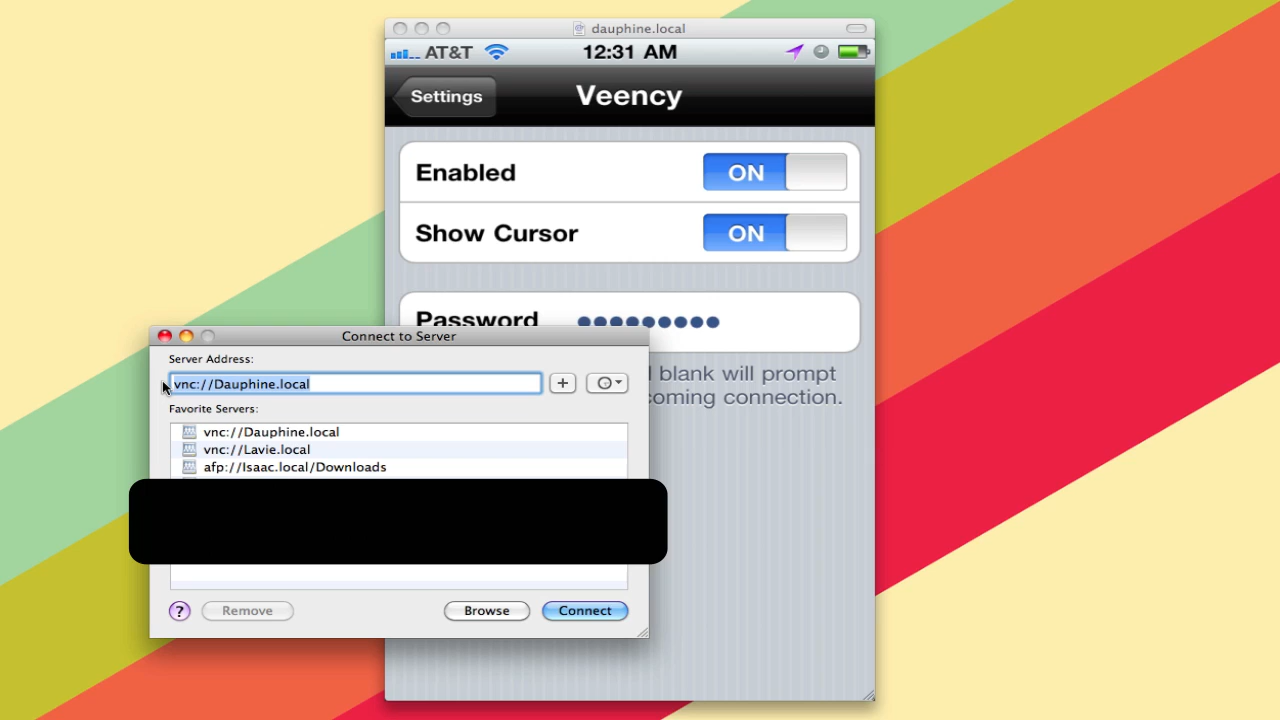 dauphine.local
AT&T
12:31 AM
Settings
Veency
Enabled
ON
Show Cursor
ON
Password
blank will prompt
coming connection.
Connect to Server
Server Address:
vnc://Dauphine.local
+
Favorite Servers:
vnc://Dauphine.local
vnc://Lavie.local
afp://Isaac.local/Downloads
?
Remove
Browse
Connect